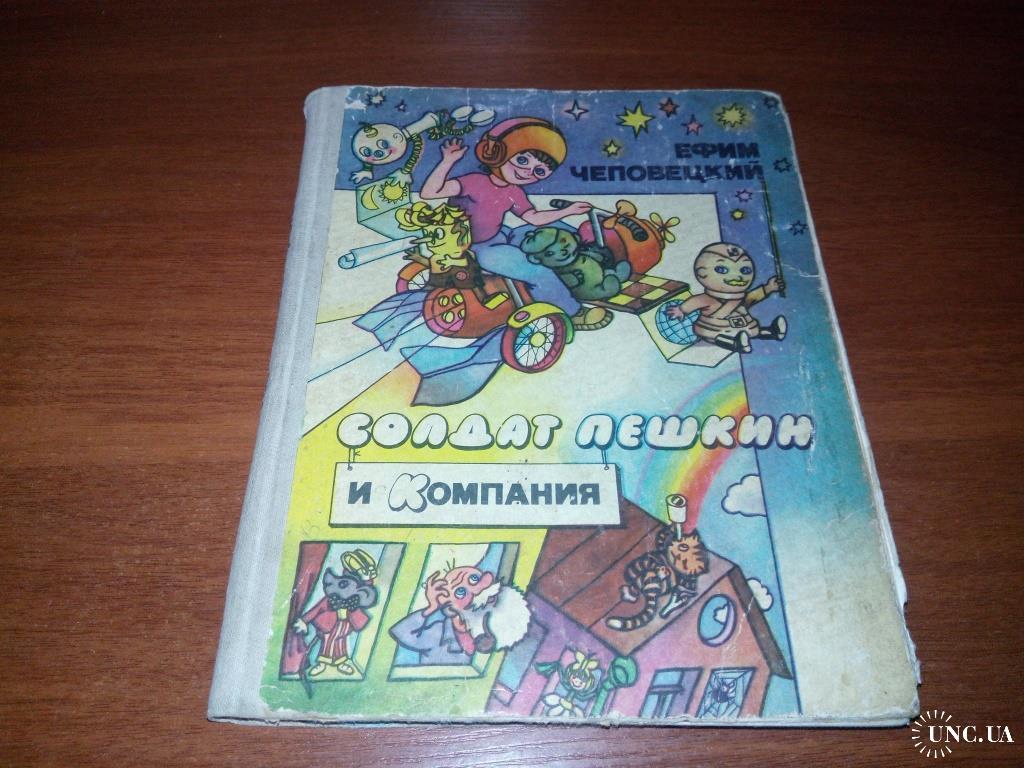 ЕФИМ
ЧЕПОВЕЦКИЙ
СОЛДАТ ПЕШКИН
И КОМПАНИЯ
UNC.UA